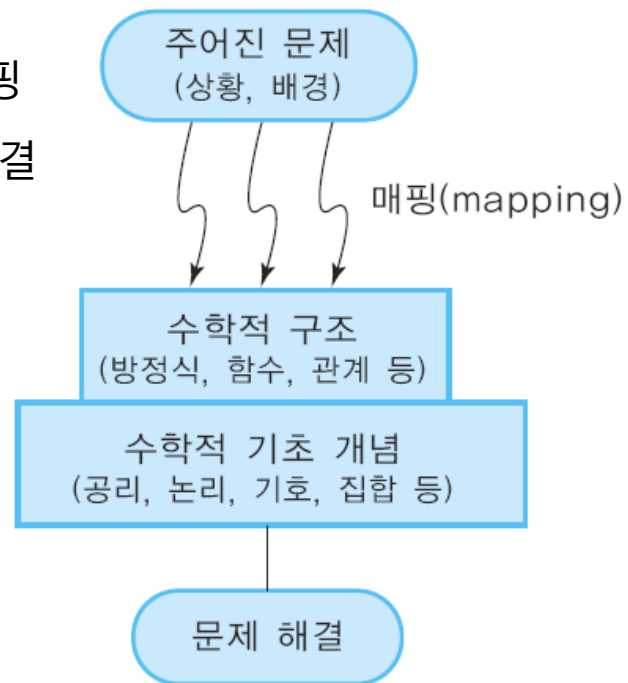 핑
결
주어진 문제
(상황, 배경)
매핑(mapping)
수학적 구조
(방정식, 함수, 관계 등)
수학적 기초 개념
(공리, 논리, 기호, 집합 등)
문제 해결